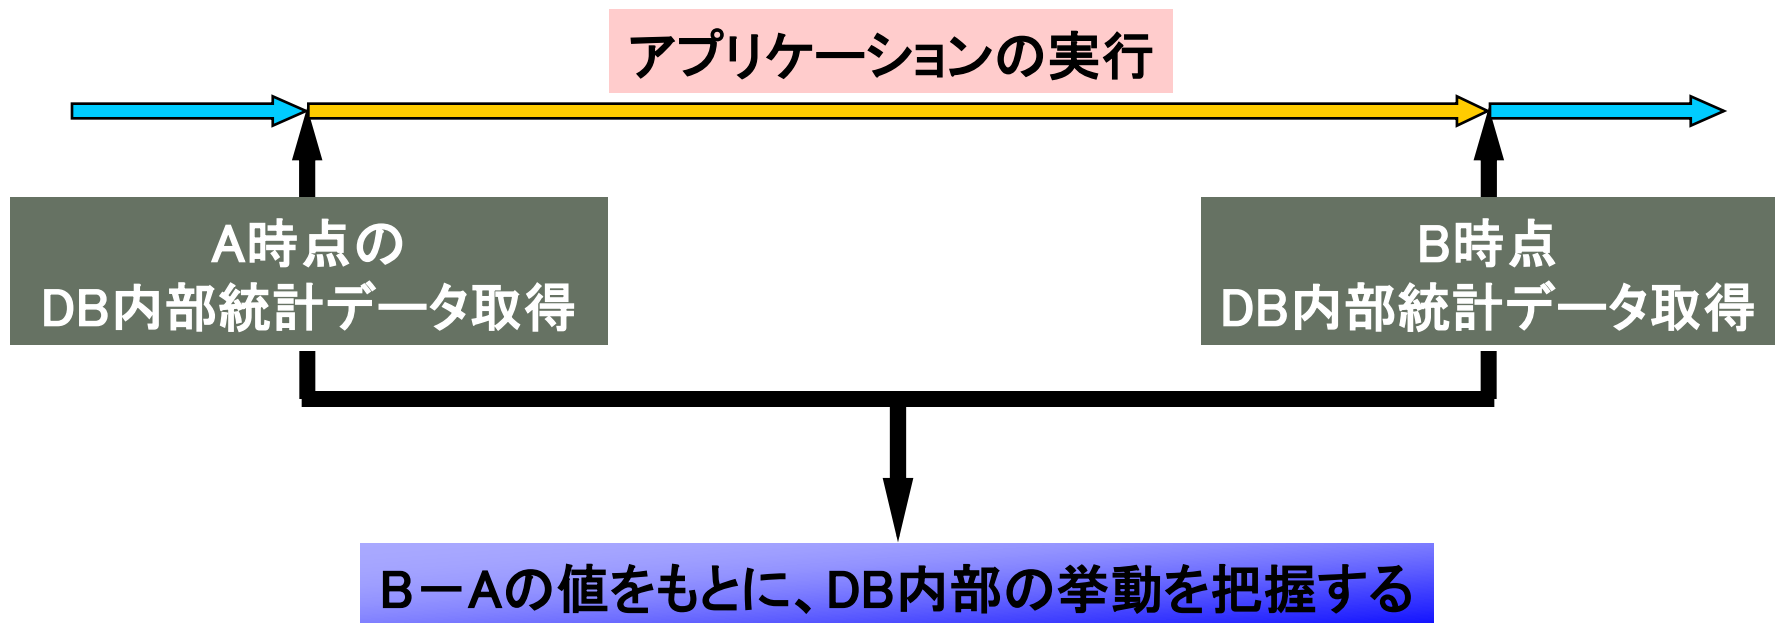 アプリケーションの実行
A時点の
DB内部統計データ取得
B時点
DB内部統計データ取得
B－Aの値をもとに、DB内部の挙動を把握する